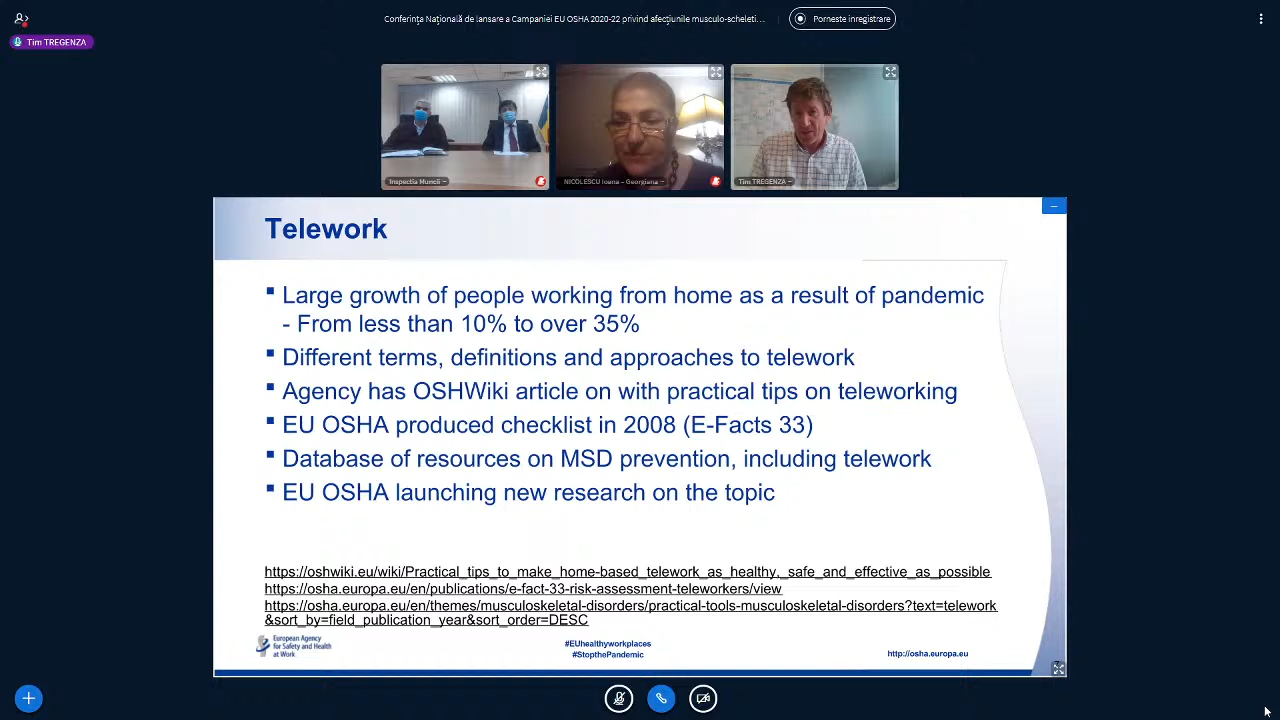 Conferința Națională de lansare a Campaniei EU OSHA 2020-22 privind afecțiunile musculo-scheleti...
Porneste inregistrare
Tim TREGENZA
Inspectia Muncii
NICOLESCU Ioana - Georgiana
Tim TREGENZA
Telework
Large growth of people working from home as a result of pandemic
- From less than 10% to over 35%
Different terms, definitions and approaches to telework
Agency has OSHWiki article on with practical tips on teleworking
EU OSHA produced checklist in 2008 (E-Facts 33)
Database of resources on MSD prevention, including telework
EU OSHA launching new research on the topic
https://oshwiki.eu/wiki/Practical_tips_to_make_home-based_telework_as_healthy,_safe_and_effective_as_possible
https://osha.europa.eu/en/publications/e-fact-33-risk-assessment-teleworkers/view
https://osha.europa.eu/en/themes/musculoskeletal-disorders/practical-tools-musculoskeletal-disorders?text=telework
&sort_by=field_publication_year&sort_order=DESC
European Agency
for Safety and Health
at Work
#EUhealthyworkplaces
#StopthePandemic
http://osha.europa.eu